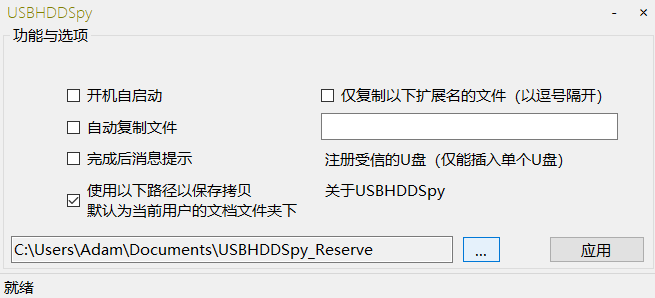 USBHDDSpy
功能与选项
开机自启动
仅复制以下扩展名的文件（以逗号隔开）
自动复制文件
完成后消息提示
注册受信的U盘（仅能插入单个U盘）
使用以下路径以保存拷贝
默认为当前用户的文档文件夹下
关于USBHDDSpy
C:\Users\Adam\Documents\USBHDDSpy_Reserve
...
应用
就绪